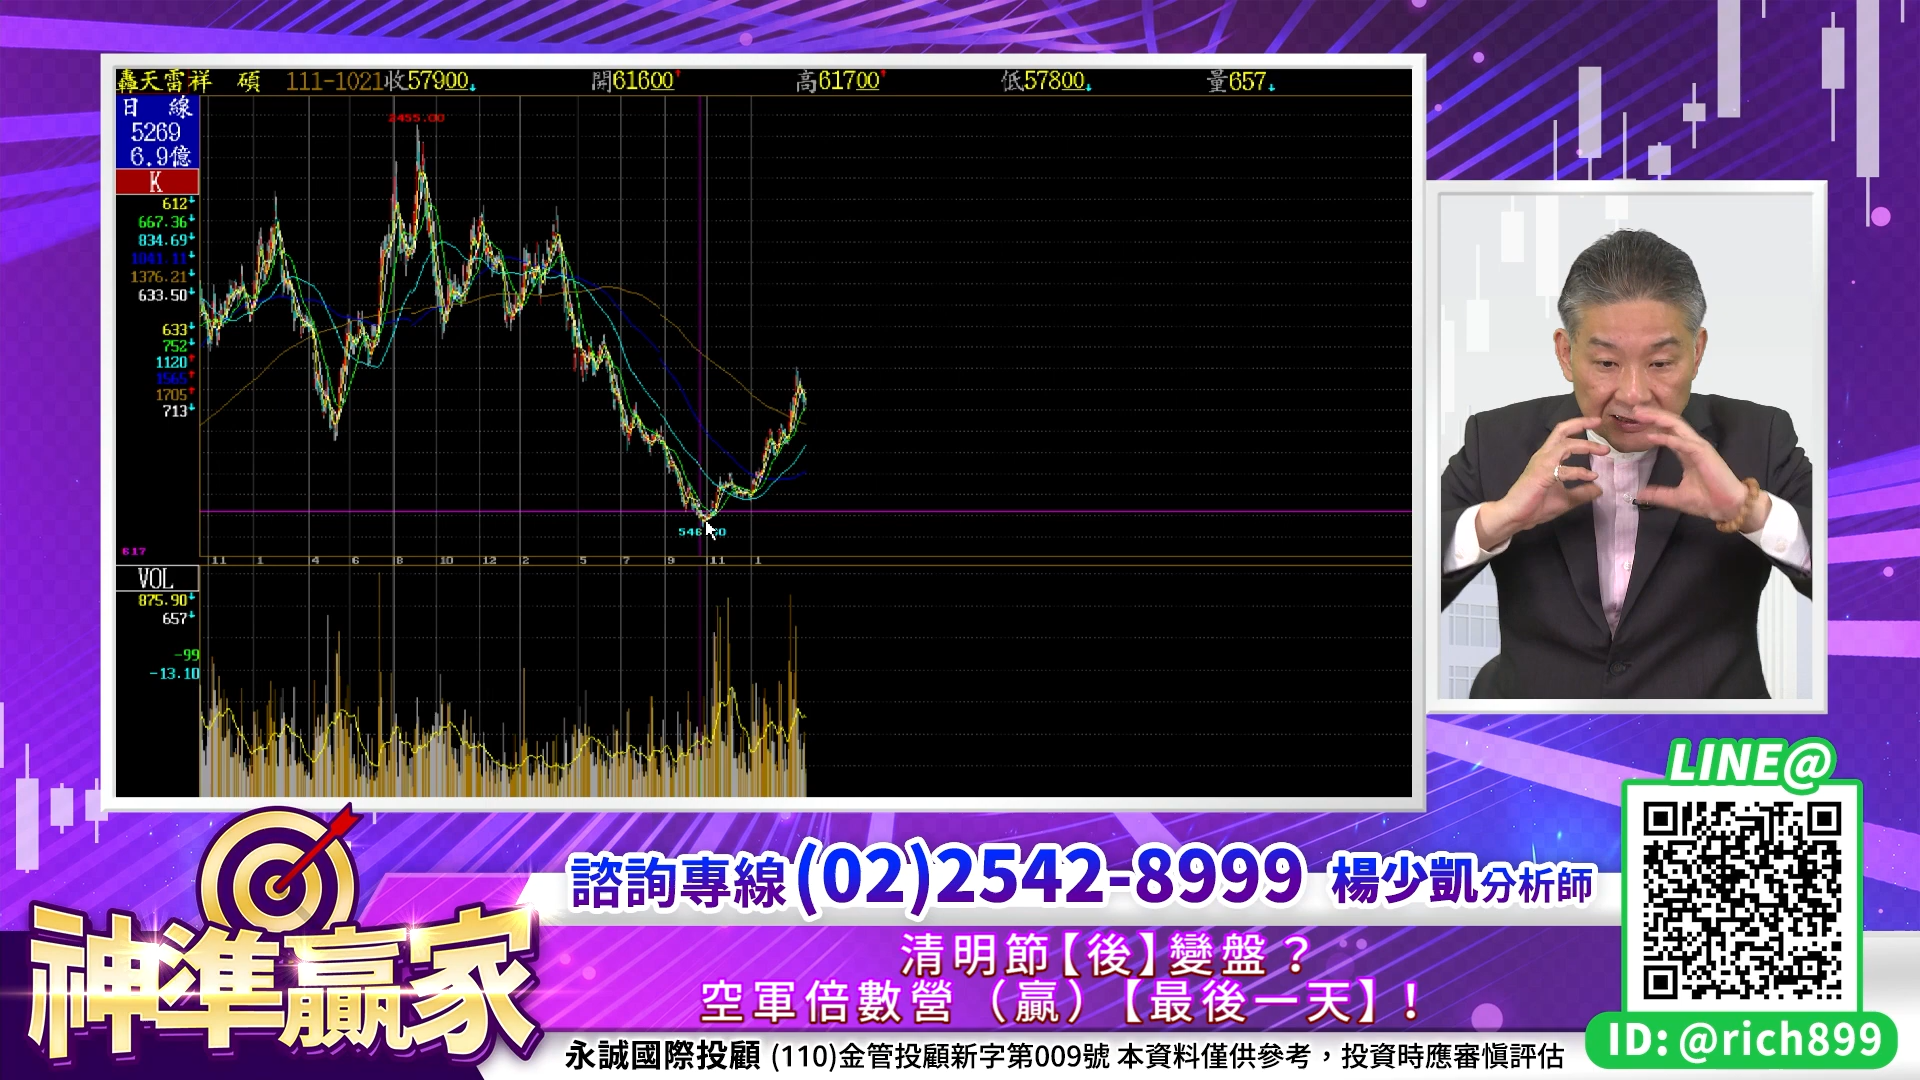 轟天雷祥 碩 111-1021收57900↓ 開61600↑ 高61700↑ 低57800↓ 量657↓
日 線
5269
6.9億
K
612↓
667.36↓
834.69↓
1041.11↓
1376.21↓
633.50↓
633↓
752↓
1120↑
1565↑
1705↑
713↓
2455.00
546
617
11 1 4 6 8 10 12 2 5 7 9 11 1
VOL
875.90↓
657↓
-99
-13.10
LINE@
諮詢專線(02)2542-8999 楊少凱分析師
神準贏家
清明節【後】變盤？
空軍倍數營（贏）【最後一天】！
永誠國際投顧 (110)金管投顧新字第009號 本資料僅供參考，投資時應審慎評估
ID: @rich899